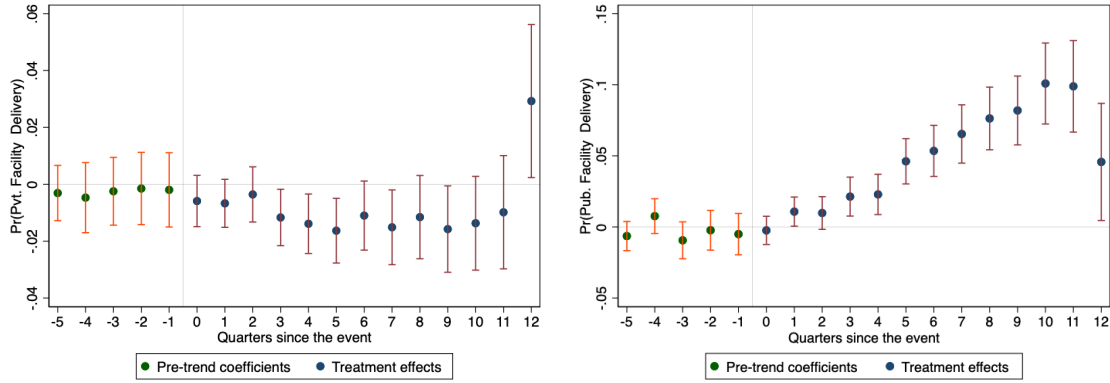 Pr(Pvt. Facility Delivery)
.06
.04
.02
0
-.02
-.04
-5 -4 -3 -2 -1 0 1 2 3 4 5 6 7 8 9 10 11 12
Quarters since the event
Pre-trend coefficients Treatment effects
Pr(Pub. Facility Delivery)
.15
.1
.05
0
-.05
-5 -4 -3 -2 -1 0 1 2 3 4 5 6 7 8 9 10 11 12
Quarters since the event
Pre-trend coefficients Treatment effects